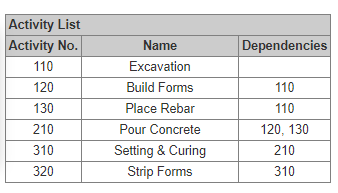 Activity List
Activity No. Name Dependencies
110 Excavation
120 Build Forms 110
130 Place Rebar 110
210 Pour Concrete 120, 130
310 Setting & Curing 210
320 Strip Forms 310